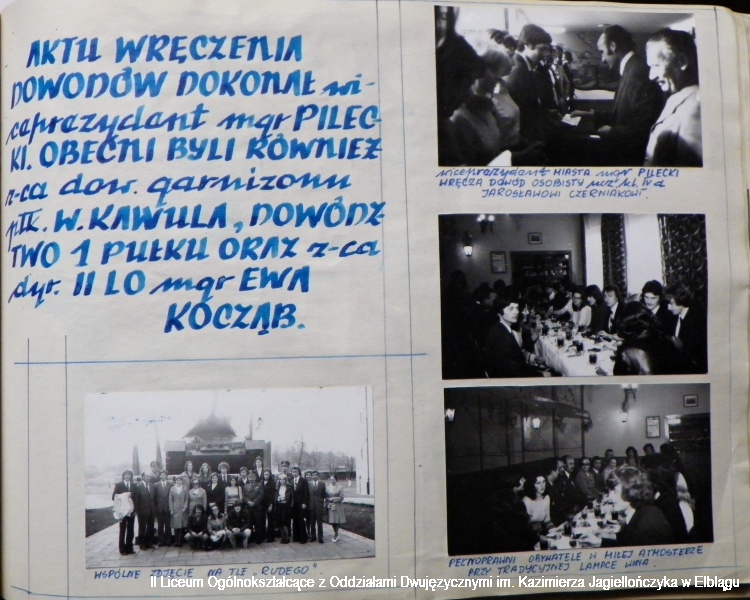 AKTU WRĘCZENIA
DOWODÓW DOKONAŁ wi-
ceprezydent mgr PILEC-
KI. OBECNI BYLI RÓWNIEŻ
z-ca dow. garnizonu
płk. W. KAWULA, DOWÓDZ-
TWO 1 PUŁKU ORAZ z-ca
dyr. II LO mgr EWA
KOCZĄB.
wiceprezydent MIASTA mgr PILECKI
WRĘCZA DOWÓD OSOBISTY ucz. kl. IV a
JAROSŁAWOWI CZERNIAKOWI.
WSPÓLNE ZDJĘCIE NA TLE „RUDEGO".
PEŁNOPRAWNI OBYWATELE W MIŁEJ ATMOSFERZE
PRZY TRADYCYJNEJ LAMPCE WINA.
II Liceum Ogólnokształcące z Oddziałami Dwujęzycznymi im. Kazimierza Jagiellończyka w Elblągu